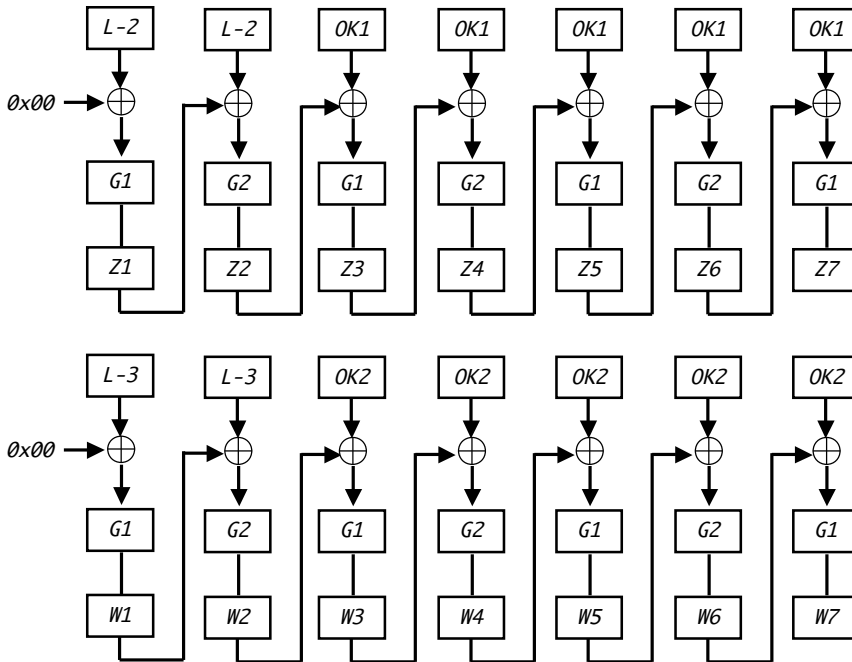 L-2 L-2 OK1 OK1 OK1 OK1 OK1
0x00
G1 G2 G1 G2 G1 G2 G1
Z1 Z2 Z3 Z4 Z5 Z6 Z7
L-3 L-3 OK2 OK2 OK2 OK2 OK2
0x00
G1 G2 G1 G2 G1 G2 G1
W1 W2 W3 W4 W5 W6 W7